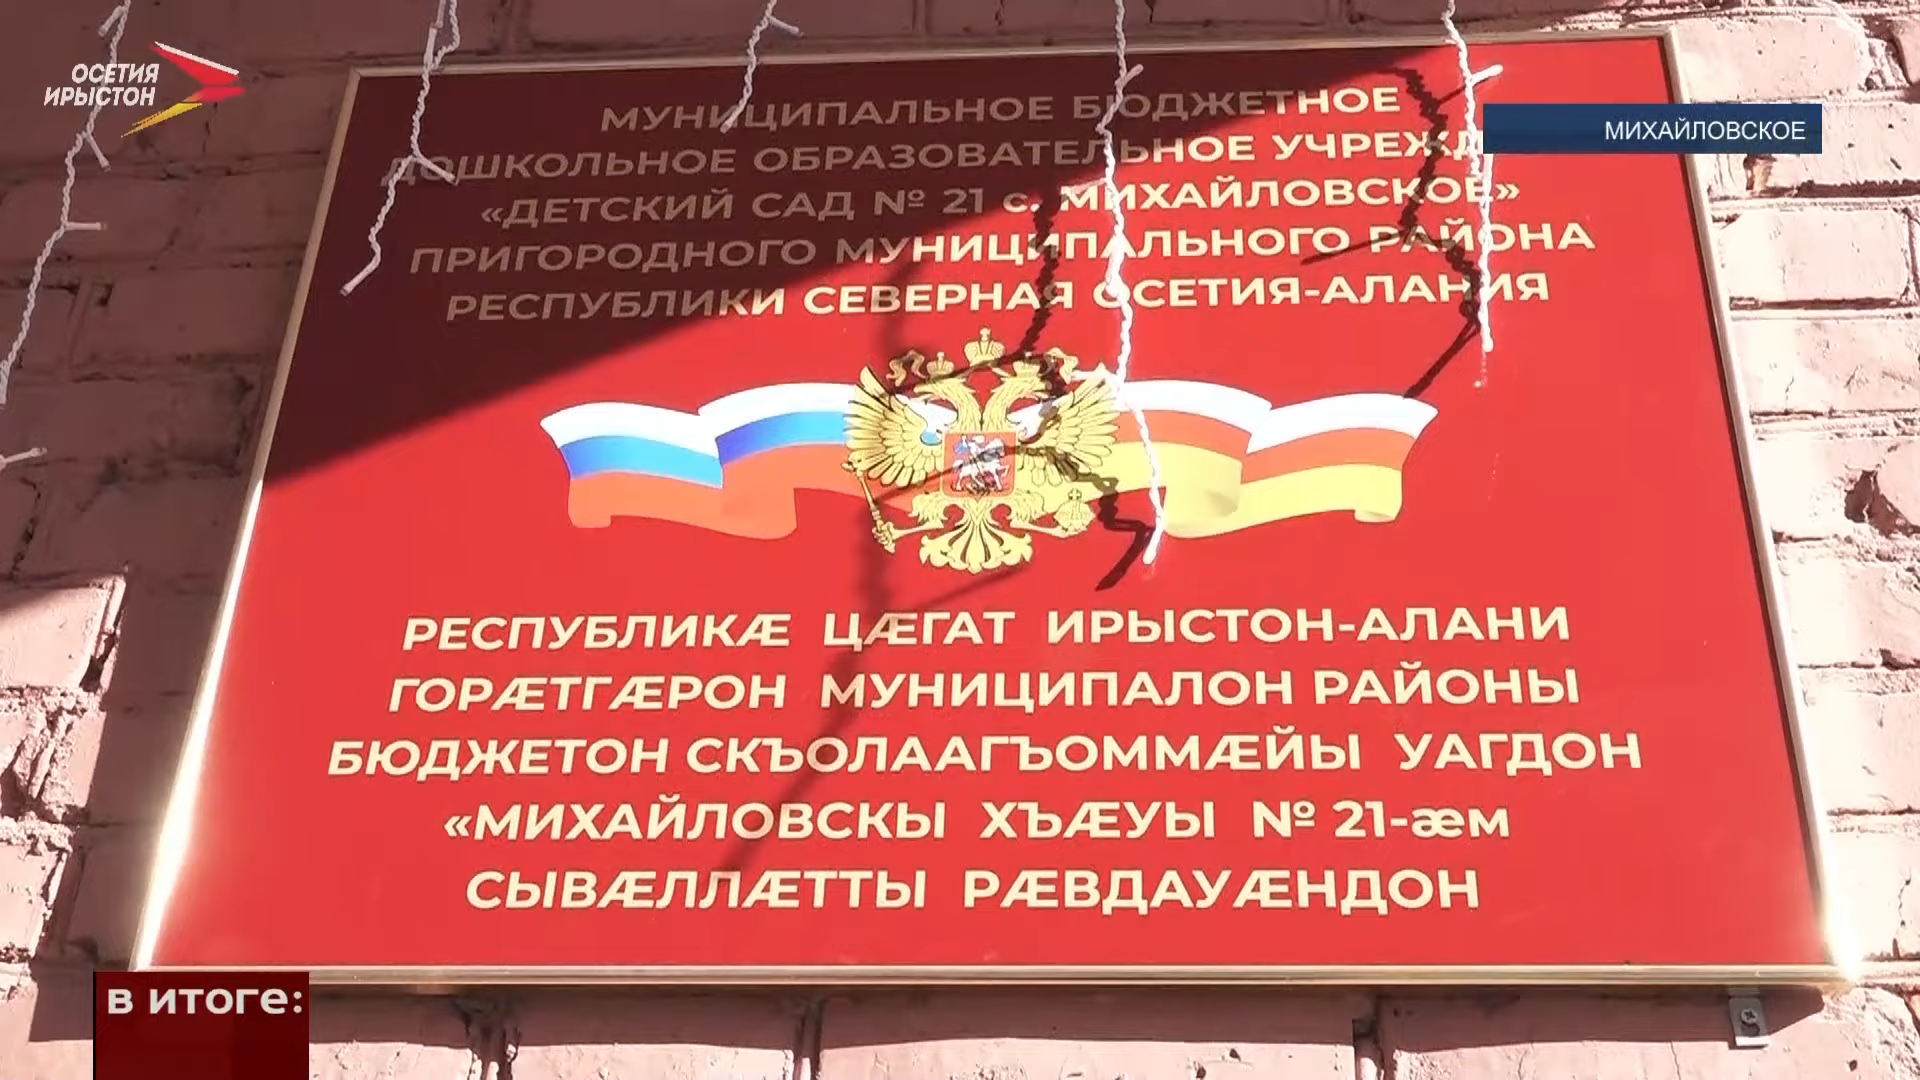 ОСЕТИЯ
ИРЫСТОН
МИХАЙЛОВСКОЕ
МУНИЦИПАЛЬНОЕ БЮДЖЕТНОЕ
ДОШКОЛЬНОЕ ОБРАЗОВАТЕЛЬНОЕ УЧРЕЖД
«ДЕТСКИЙ САД № 21 с. МИХАЙЛОВСКОЕ»
ПРИГОРОДНОГО МУНИЦИПАЛЬНОГО РАЙОНА
РЕСПУБЛИКИ СЕВЕРНАЯ ОСЕТИЯ-АЛАНИЯ
РЕСПУБЛИКÆ ЦÆГАТ ИРЫСТОН-АЛАНИ
ГОРÆТГÆРОН МУНИЦИПАЛОН РАЙОНЫ
БЮДЖЕТОН СКЪОЛААГЪОММÆЙЫ УАГДОН
«МИХАЙЛОВСКЫ ХЪÆУЫ № 21-æм
СЫВÆЛЛÆТТЫ РÆВДАУÆНДОН
в итоге: